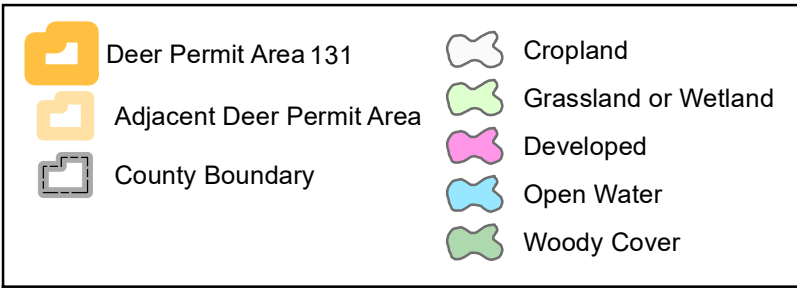 Deer Permit Area 131
Adjacent Deer Permit Area
County Boundary
Cropland
Grassland or Wetland
Developed
Open Water
Woody Cover